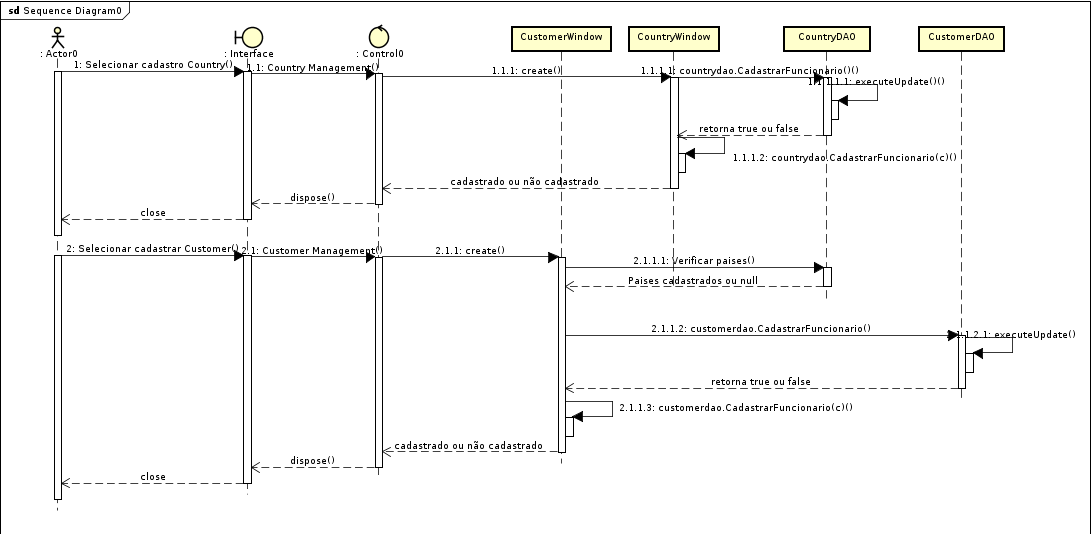 sd Sequence Diagram0
: Actor0
: Interface
: Control0
CustomerWindow
CountryWindow
CountryDAO
CustomerDAO
1: Selecionar cadastro Country()
1.1: Country Management()
1.1.1: create()
1.1.1.1: countrydao.CadastrarFuncionario()()
1.1.1.1.1: executeUpdate()()
retorna true ou false
1.1.1.2: countrydao.CadastrarFuncionario(c)()
cadastrado ou não cadastrado
dispose()
close
2: Selecionar cadastrar Customer()
2.1: Customer Management()
2.1.1: create()
2.1.1.1: Verificar paises()
Paises cadastrados ou null
2.1.1.2: customerdao.CadastrarFuncionario()
2.1.1.2.1: executeUpdate()
retorna true ou false
2.1.1.3: customerdao.CadastrarFuncionario(c)()
cadastrado ou não cadastrado
dispose()
close